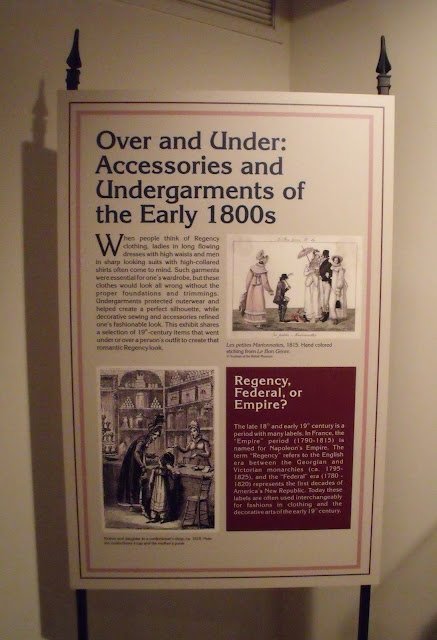 Over and Under:
Accessories and
Undergarments of
the Early 1800s
When people think of Regency
clothing, ladies in long flowing
dresses with high waists and men
in sharp looking suits with high-collared
shirts often come to mind. Such garments
were essential for one's wardrobe, but these
clothes would look all wrong without the
proper foundations and trimmings.
Undergarments protected outerwear and
helped create a perfect silhouette, while
decorative sewing and accessories refined
one's fashionable look. This exhibit shares
a selection of 19th-century items that went
under or over a person's outfit to create that
romantic Regency look.
Les petites Marionnettes, 1815. Hand colored
etching from Le Bon Genre.
Regency,
Federal, or
Empire?
The late 18th and early 19th century is a
period with many labels. In France, the
"Empire" period (1790-1815) is
named for Napoleon's Empire. The
term "Regency" refers to the English
era between the Georgian and
Victorian monarchies (ca. 1795-
1825), and the "Federal" era (1780 -
1820) represents the first decades of
America's New Republic. Today these
labels are often used interchangeably
for fashions in clothing and the
decorative arts of the early 19th century.